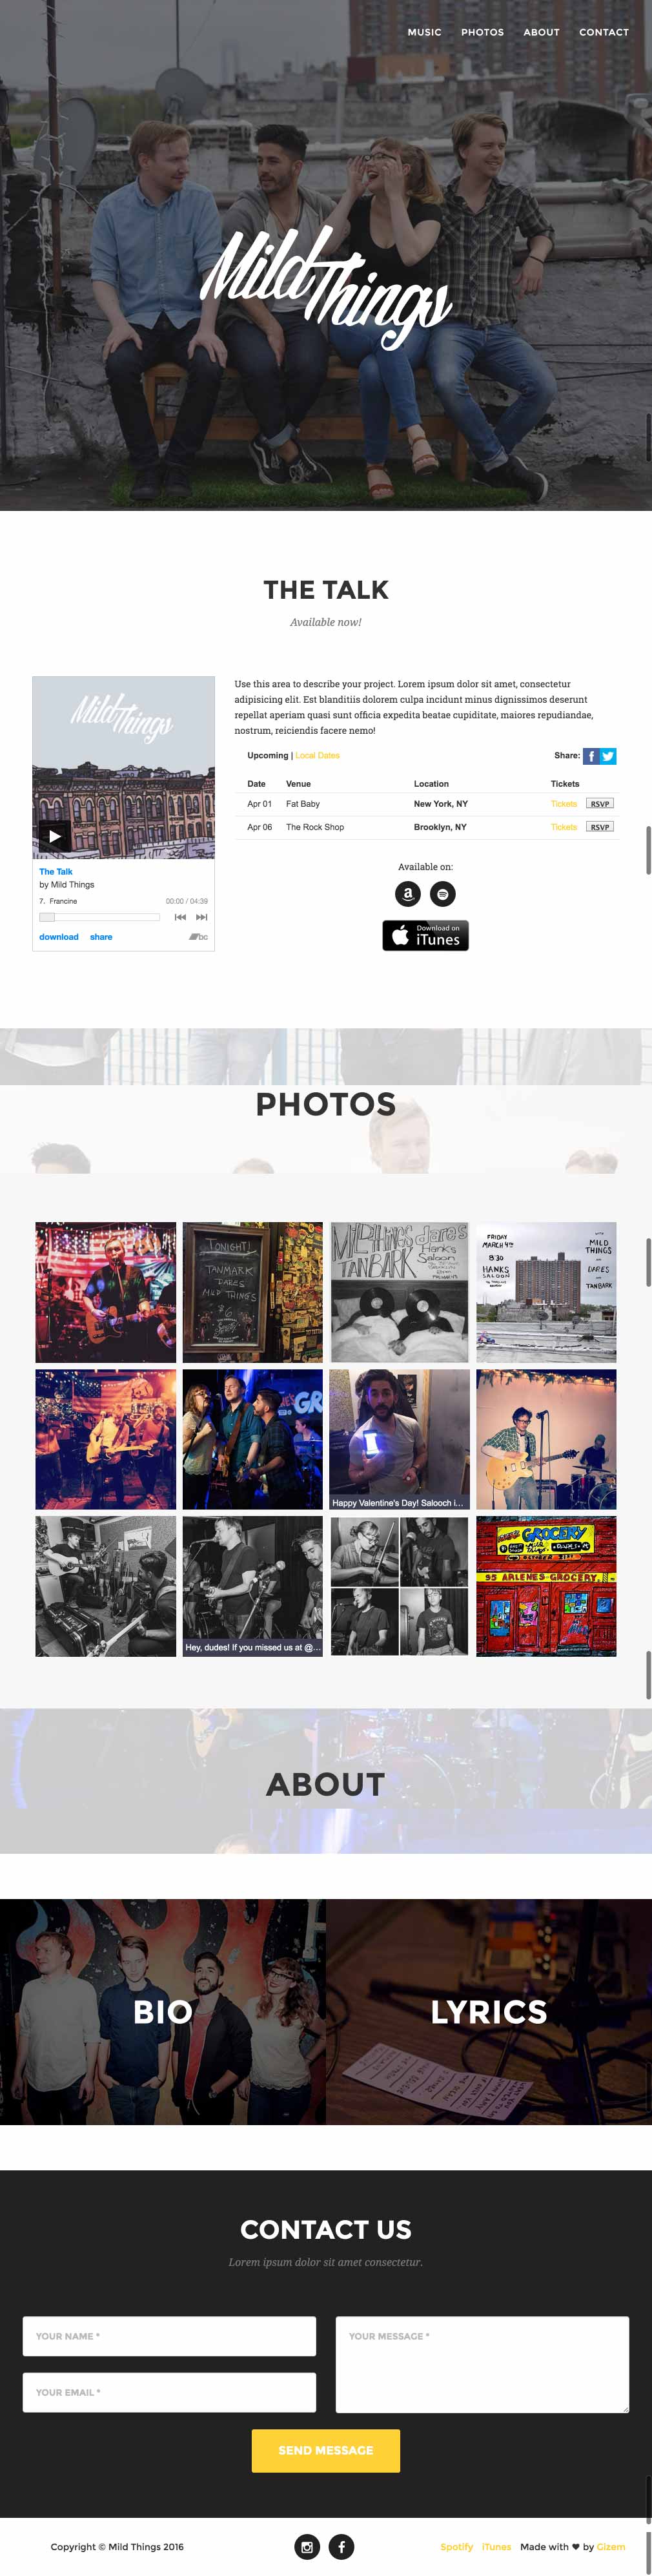 MUSIC PHOTOS ABOUT CONTACT
Mild Things
THE TALK
Available now!
Mild Things
The Talk
by Mild Things
7. Francine 00:00 / 04:39
download share bc
Use this area to describe your project. Lorem ipsum dolor sit amet, consectetur
adipisicing elit. Est blanditiis dolorem culpa incidunt minus dignissimos deserunt
repellat aperiam quasi sunt officia expedita beatae cupiditate, maiores repudiandae,
nostrum, reiciendis facere nemo!
Upcoming | Local Dates Share:
Date Venue Location Tickets
Apr 01 Fat Baby New York, NY Tickets RSVP
Apr 06 The Rock Shop Brooklyn, NY Tickets RSVP
Available on:
Download on
iTunes
PHOTOS
TONIGHT!
TANMARK
DARES
MILD THINGS
$6
MILD THINGS dares
TANBARK
Hank's
Saloon
FRIDAY
MARCH 4TH
8:30
HANKS
SALOON
WITH
MILD
THINGS
DARES
AND
TANBARK
GR
Happy Valentine's Day! Salooch i...
Hey, dudes! If you missed us at @...
GROCERY
95 ARLENES GROCERY
ABOUT
BIO
LYRICS
CONTACT US
Lorem ipsum dolor sit amet consectetur.
YOUR NAME *
YOUR EMAIL *
YOUR MESSAGE *
SEND MESSAGE
Copyright © Mild Things 2016
Spotify iTunes Made with ♥ by Gizem